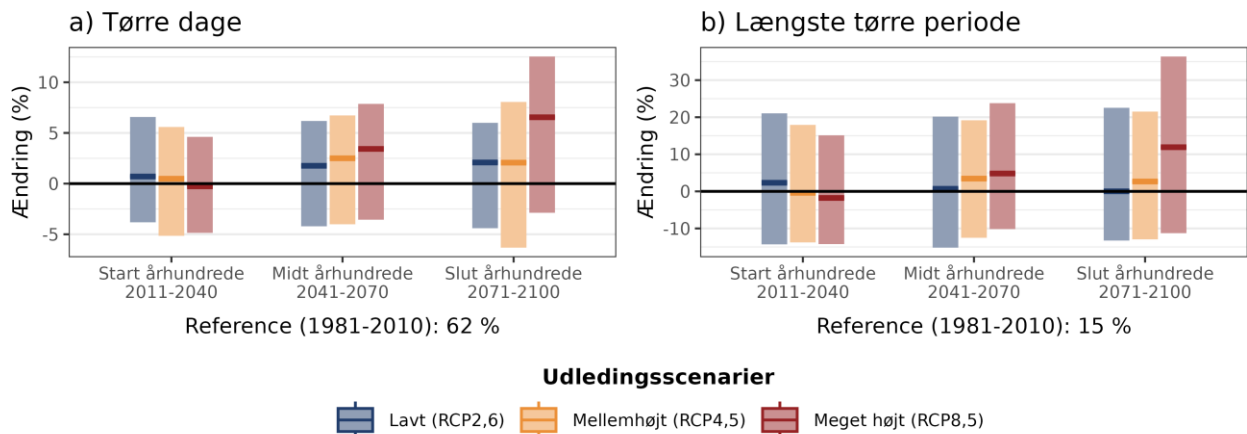 a) Tørre dage
Ændring (%)
10
5
0
-5
Start århundrede
2011-2040
Midt århundrede
2041-2070
Slut århundrede
2071-2100
Reference (1981-2010): 62 %
b) Længste tørre periode
Ændring (%)
30
20
10
0
-10
Start århundrede
2011-2040
Midt århundrede
2041-2070
Slut århundrede
2071-2100
Reference (1981-2010): 15 %
Udledingsscenarier
Lavt (RCP2,6)
Mellemhøjt (RCP4,5)
Meget højt (RCP8,5)